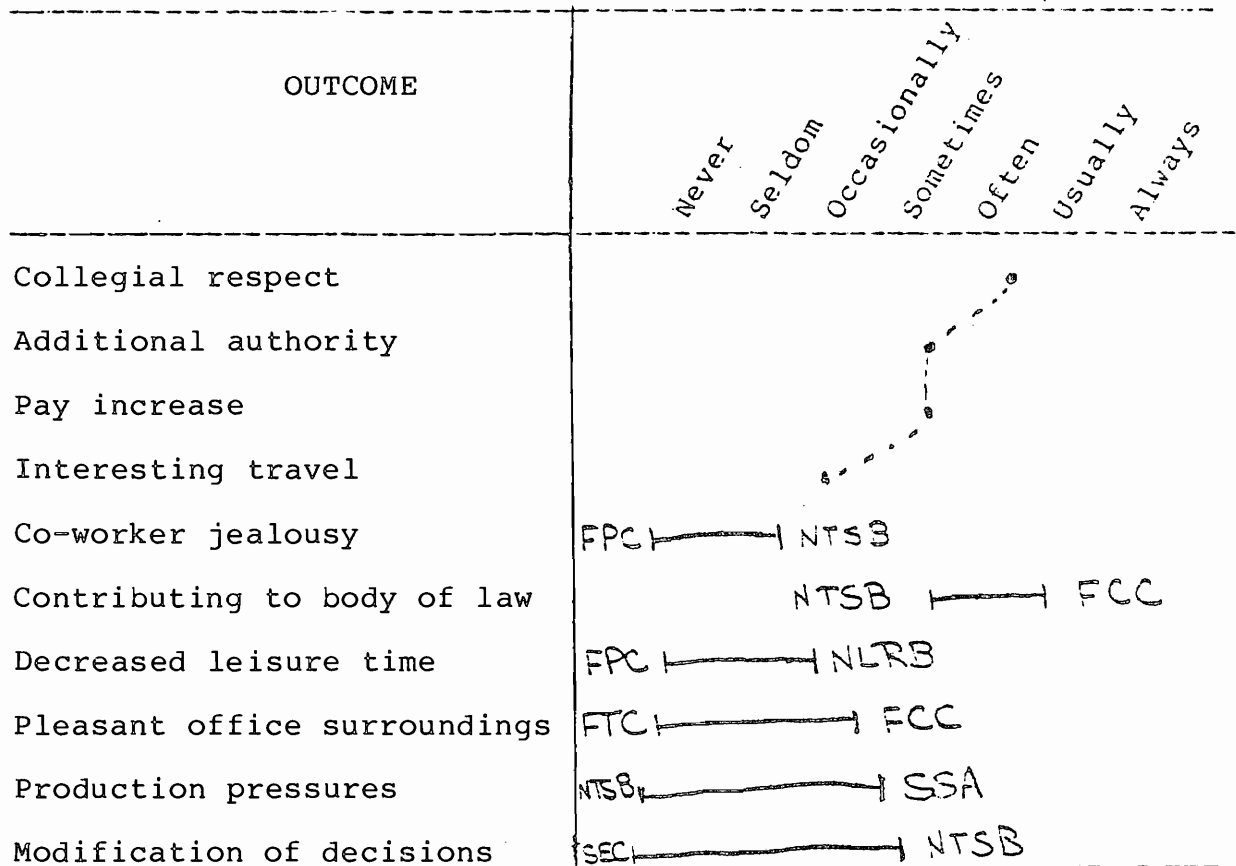 OUTCOME
Never
Seldom
Occasionally
Sometimes
Often
Usually
Always
Collegial respect
Additional authority
Pay increase
Interesting travel
Co-worker jealousy FPC NTSB
Contributing to body of law NTSB FCC
Decreased leisure time FPC NLRB
Pleasant office surroundings FTC FCC
Production pressures NTSB SSA
Modification of decisions SEC NTSB